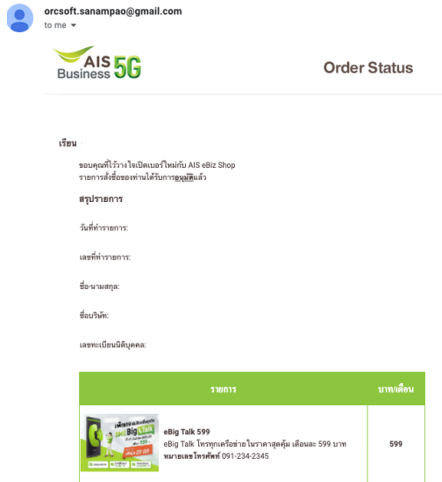 orcsoft.sanampao@gmail.com
to me
AIS
Business 5G
Order Status
เรียน
ขอบคุณที่ไว้วางใจเปิดเบอร์ใหม่กับ AIS eBiz Shop
รายการสั่งซื้อของท่านได้รับการอนุมัติแล้ว
สรุปรายการ
วันที่ทำรายการ:
เลขที่ทำรายการ:
ชื่อ-นามสกุล:
ชื่อบริษัท:
เลขทะเบียนนิติบุคคล:
รายการ
บาท/เดือน
eBig Talk 599
eBig Talk โทรทุกเครือข่ายในราคาสุดคุ้ม เดือนละ 599 บาท
หมายเลขโทรศัพท์ 091-234-2345
599